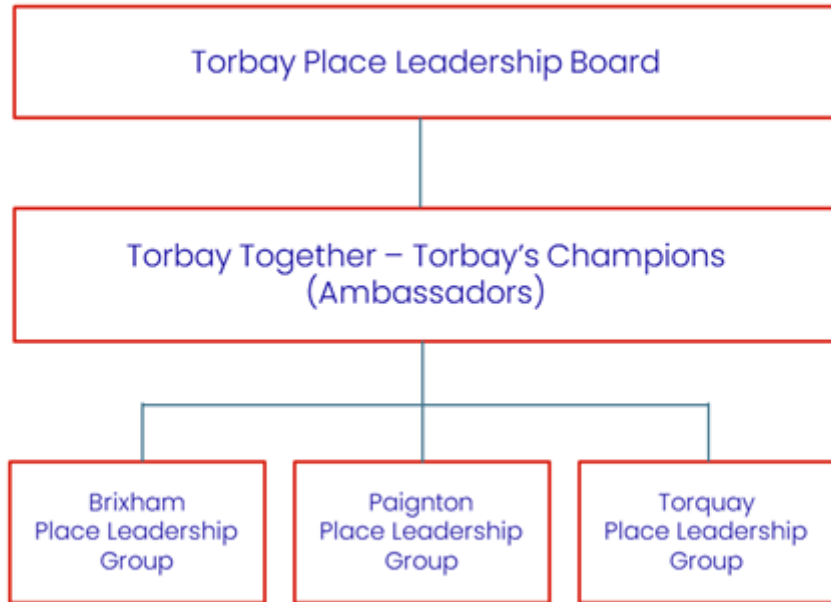 Torbay Place Leadership Board
Torbay Together – Torbay’s Champions
(Ambassadors)
Brixham
Place Leadership
Group
Paignton
Place Leadership
Group
Torquay
Place Leadership
Group